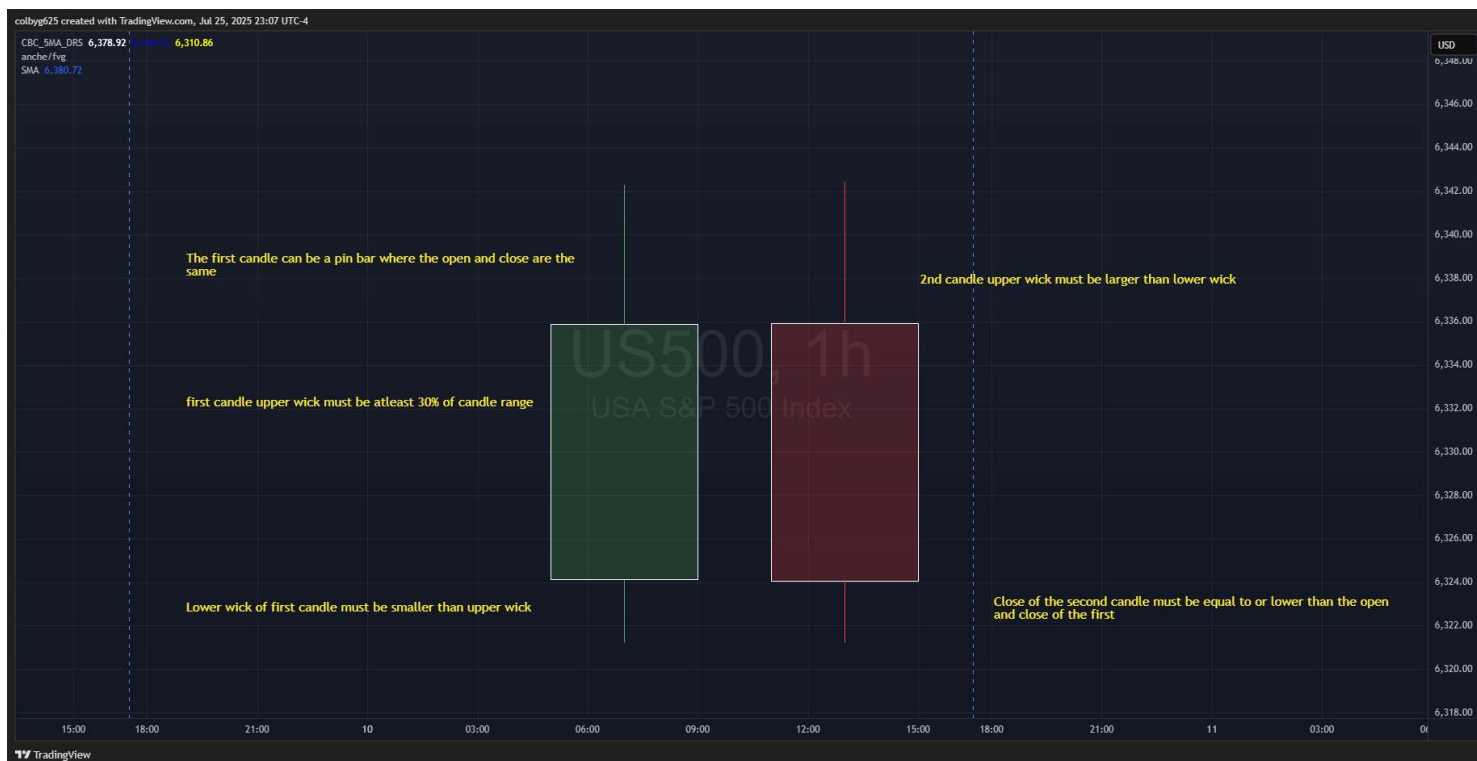 colbyg625 created with TradingView.com, Jul 25, 2025 23:07 UTC-4
CBC_5MA_DRS 6,378.92 6,310.86
anche/fvg
SMA 6,380.72
USD
6,348.00
6,346.00
6,344.00
6,342.00
The first candle can be a pin bar where the open and close are the
same
2nd candle upper wick must be larger than lower wick
6,340.00
6,338.00
6,336.00
US500, 1h
USA S&P 500 Index
6,334.00
first candle upper wick must be atleast 30% of candle range
6,332.00
6,330.00
6,328.00
6,326.00
6,324.00
Lower wick of first candle must be smaller than upper wick
Close of the second candle must be equal to or lower than the open
and close of the first
6,322.00
6,320.00
6,318.00
15:00 18:00 21:00 10 03:00 06:00 09:00 12:00 15:00 18:00 21:00 11 03:00
TradingView